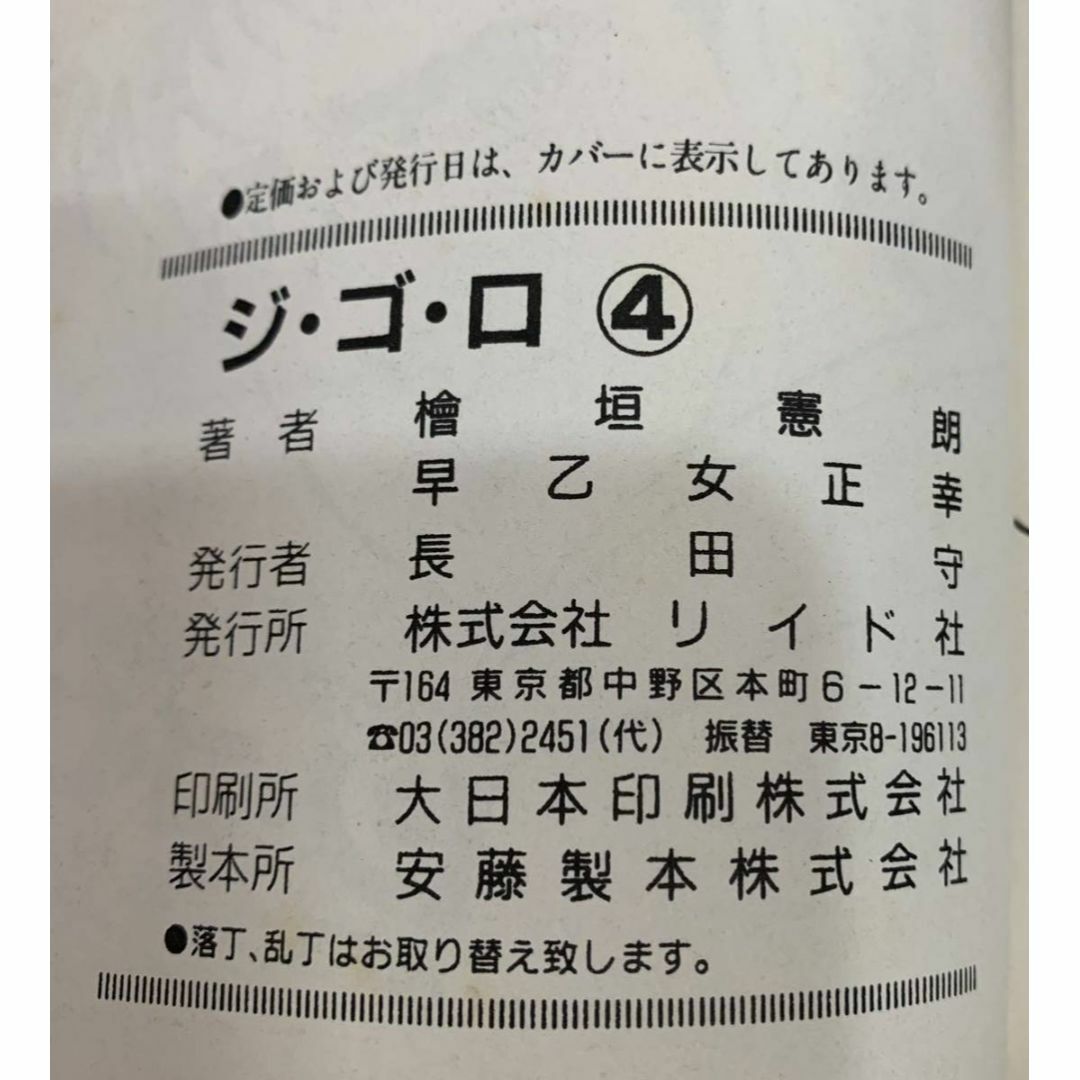 ●定価および発行日は、カバーに表示してあります。
ジ・ゴ・ロ ④
著者 檜垣憲朗
早乙女正幸
発行者 長田守
発行所 株式会社 リイド社
〒164 東京都中野区本町6-12-11
☎03(382)2451(代) 振替 東京8-196113
印刷所 大日本印刷株式会社
製本所 安藤製本株式会社
●落丁、乱丁はお取り替え致します。